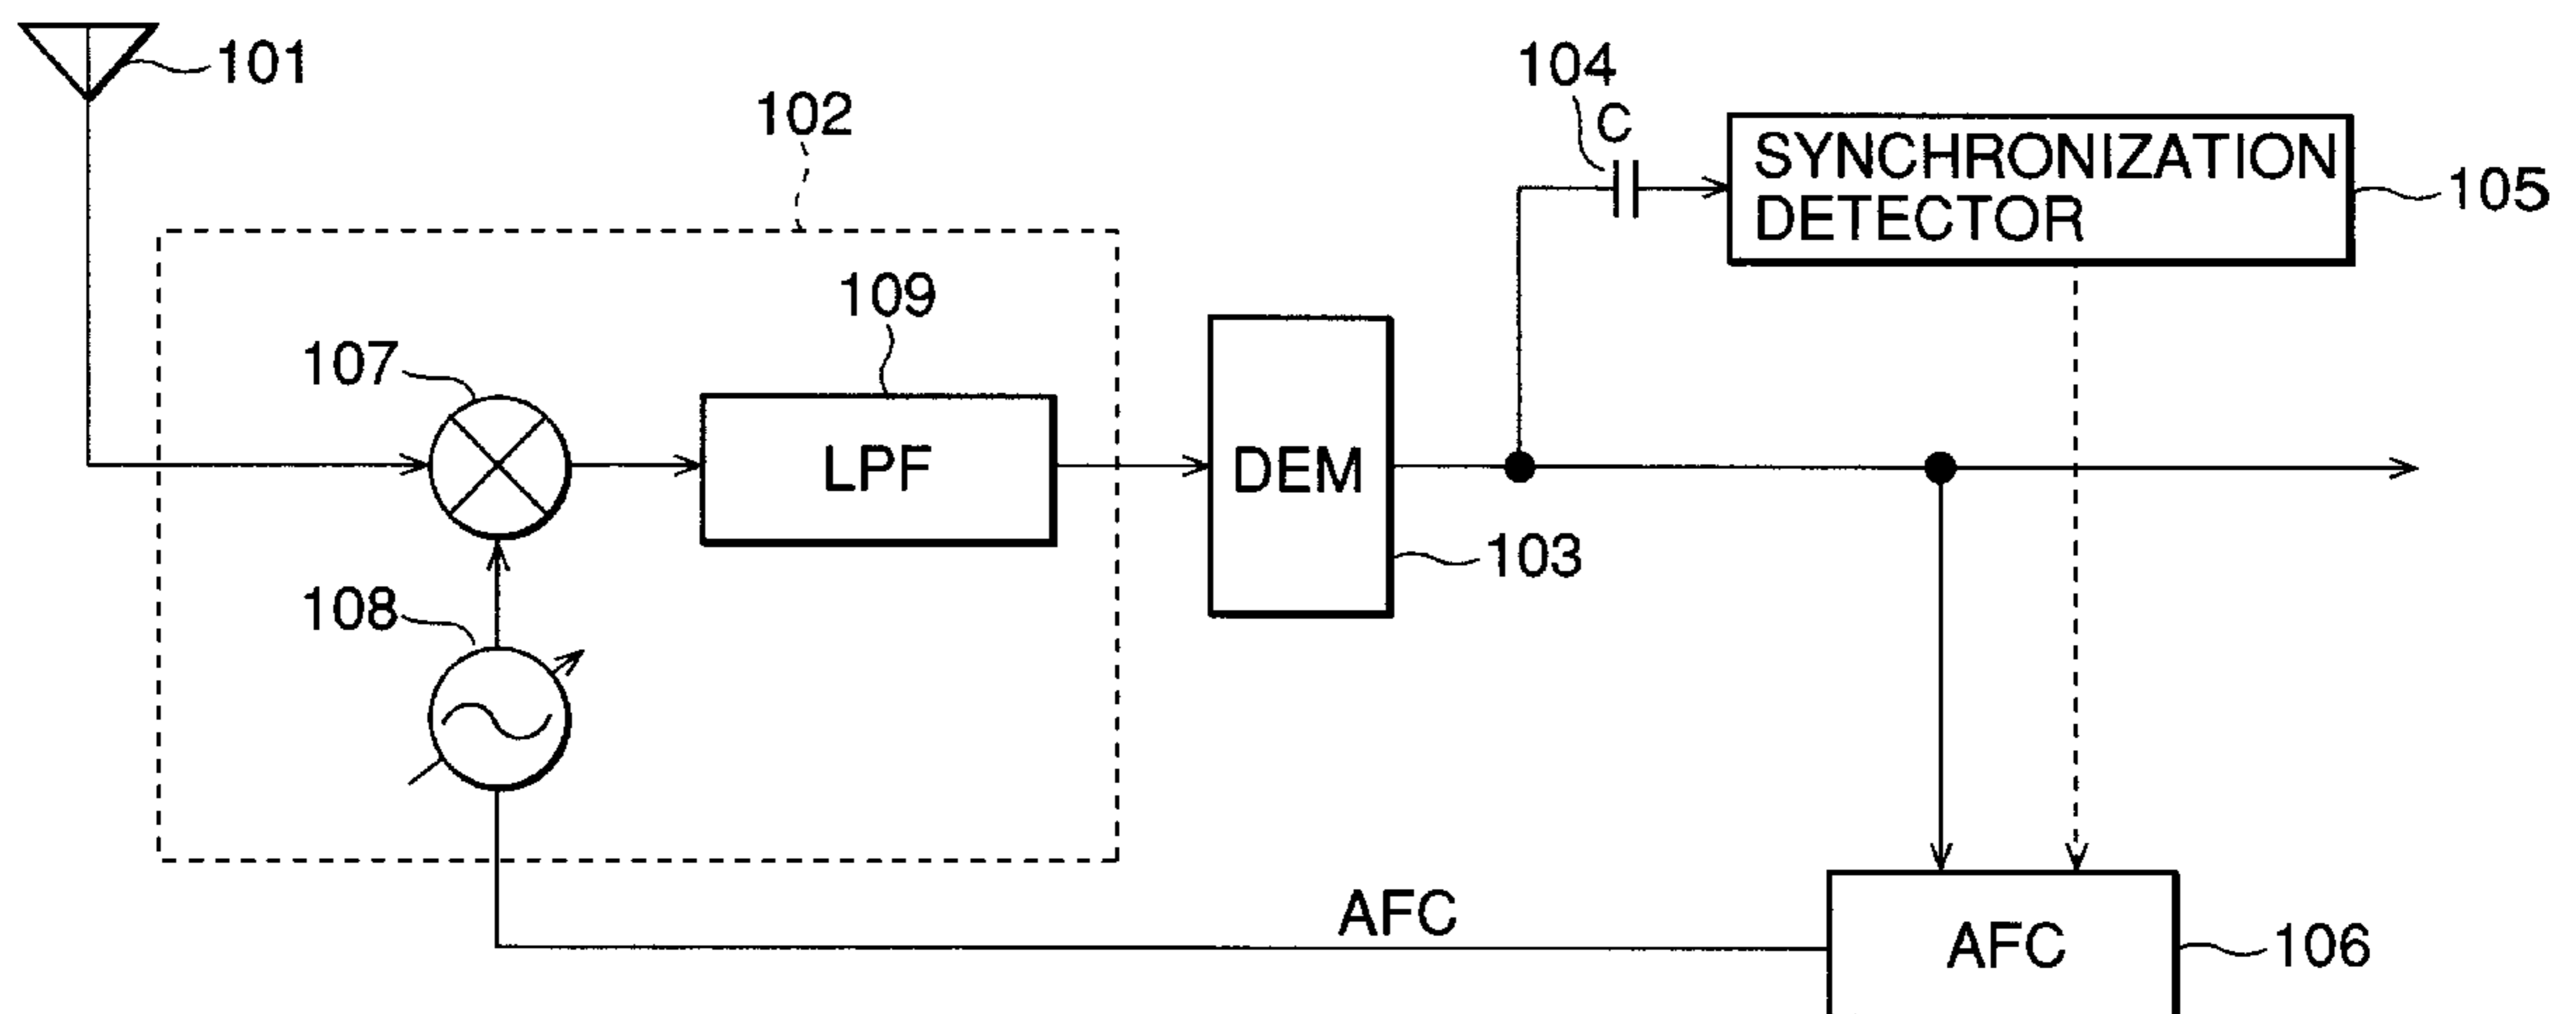 101
104
C
102
SYNCHRONIZATION
DETECTOR
105
109
107
LPF
DEM
103
108
AFC
AFC
106